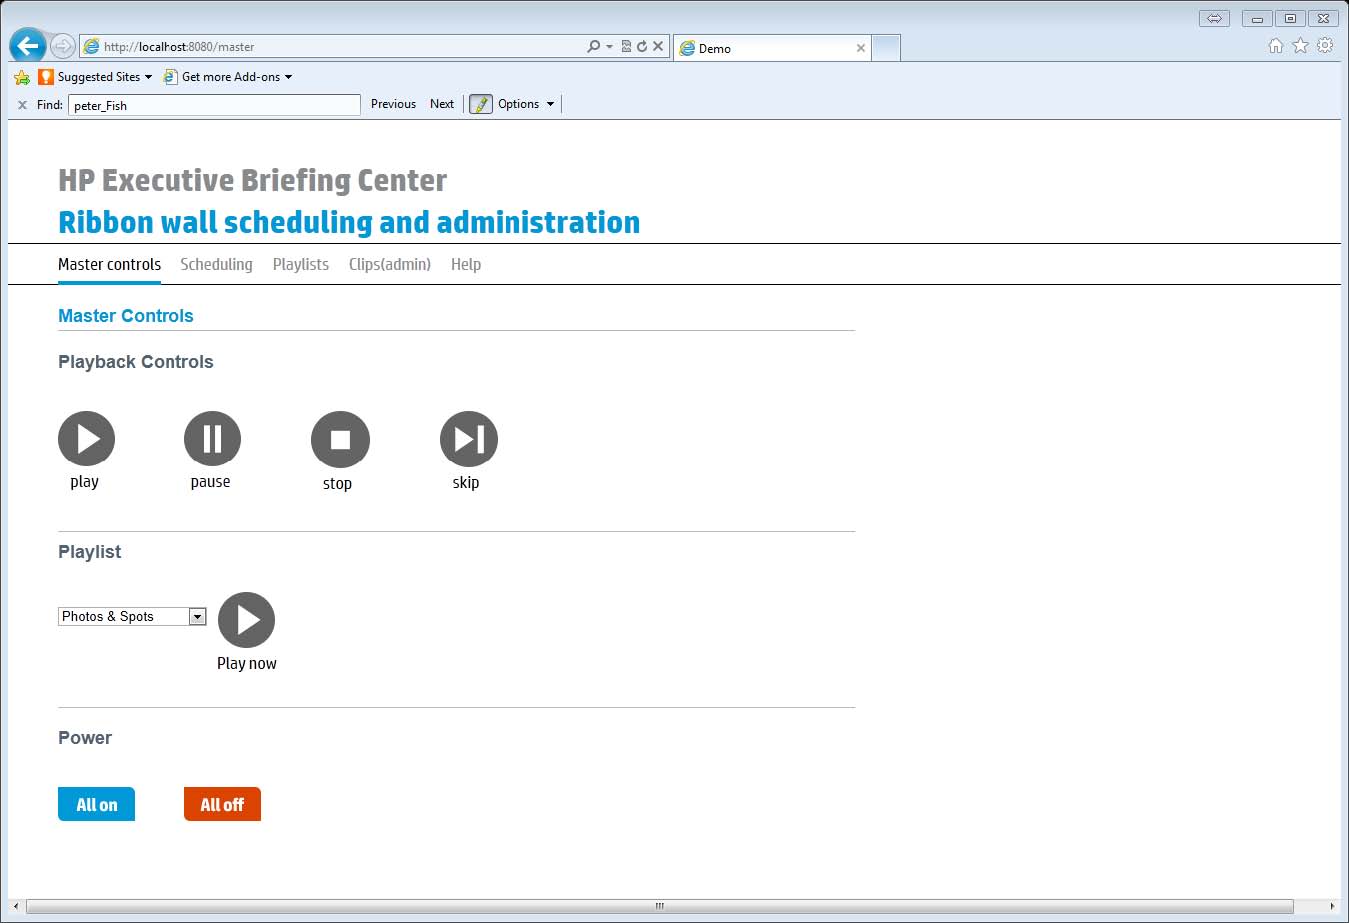 http://localhost:8080/master
Demo
Suggested Sites
Get more Add-ons
Find: peter_Fish Previous Next Options
HP Executive Briefing Center
Ribbon wall scheduling and administration
Master controls Scheduling Playlists Clips(admin) Help
Master Controls
Playback Controls
play pause stop skip
Playlist
Photos & Spots
Play now
Power
All on All off